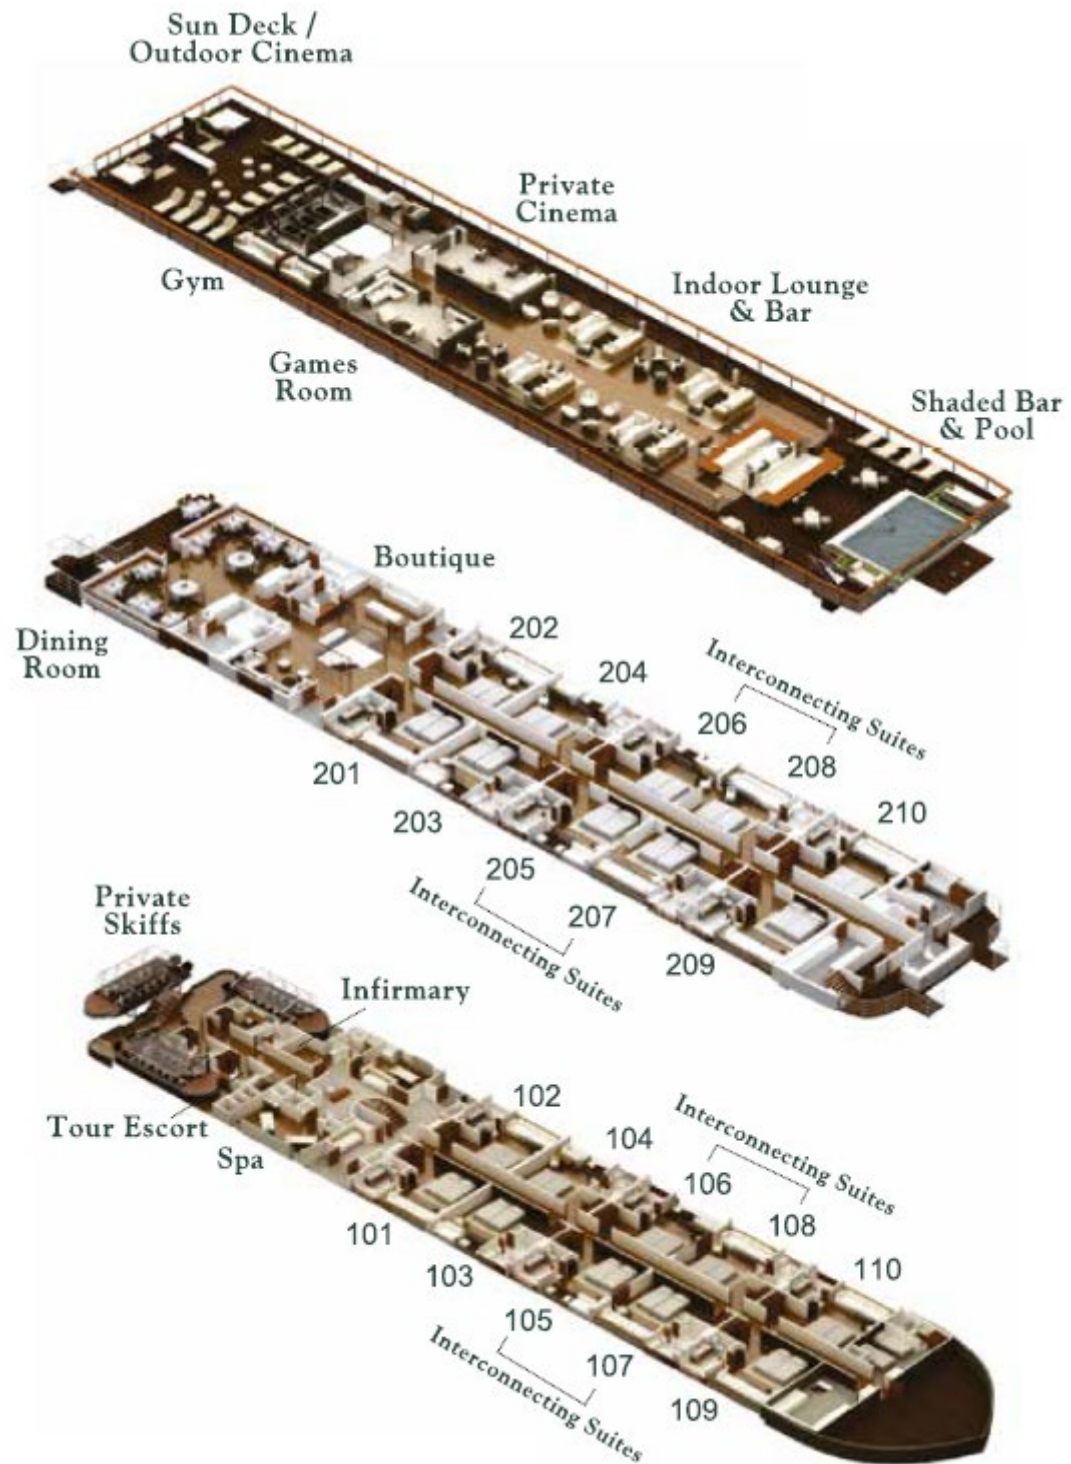 Sun Deck /
Outdoor Cinema
Private
Cinema
Gym
Indoor Lounge
& Bar
Games
Room
Shaded Bar
& Pool
Boutique
Dining
Room
202
204
Interconnecting Suites
206
208
210
201
203
205
207
209
Interconnecting Suites
Private
Skiffs
Infirmary
Tour Escort
Spa
102
104
Interconnecting Suites
106
108
110
101
103
105
107
109
Interconnecting Suites